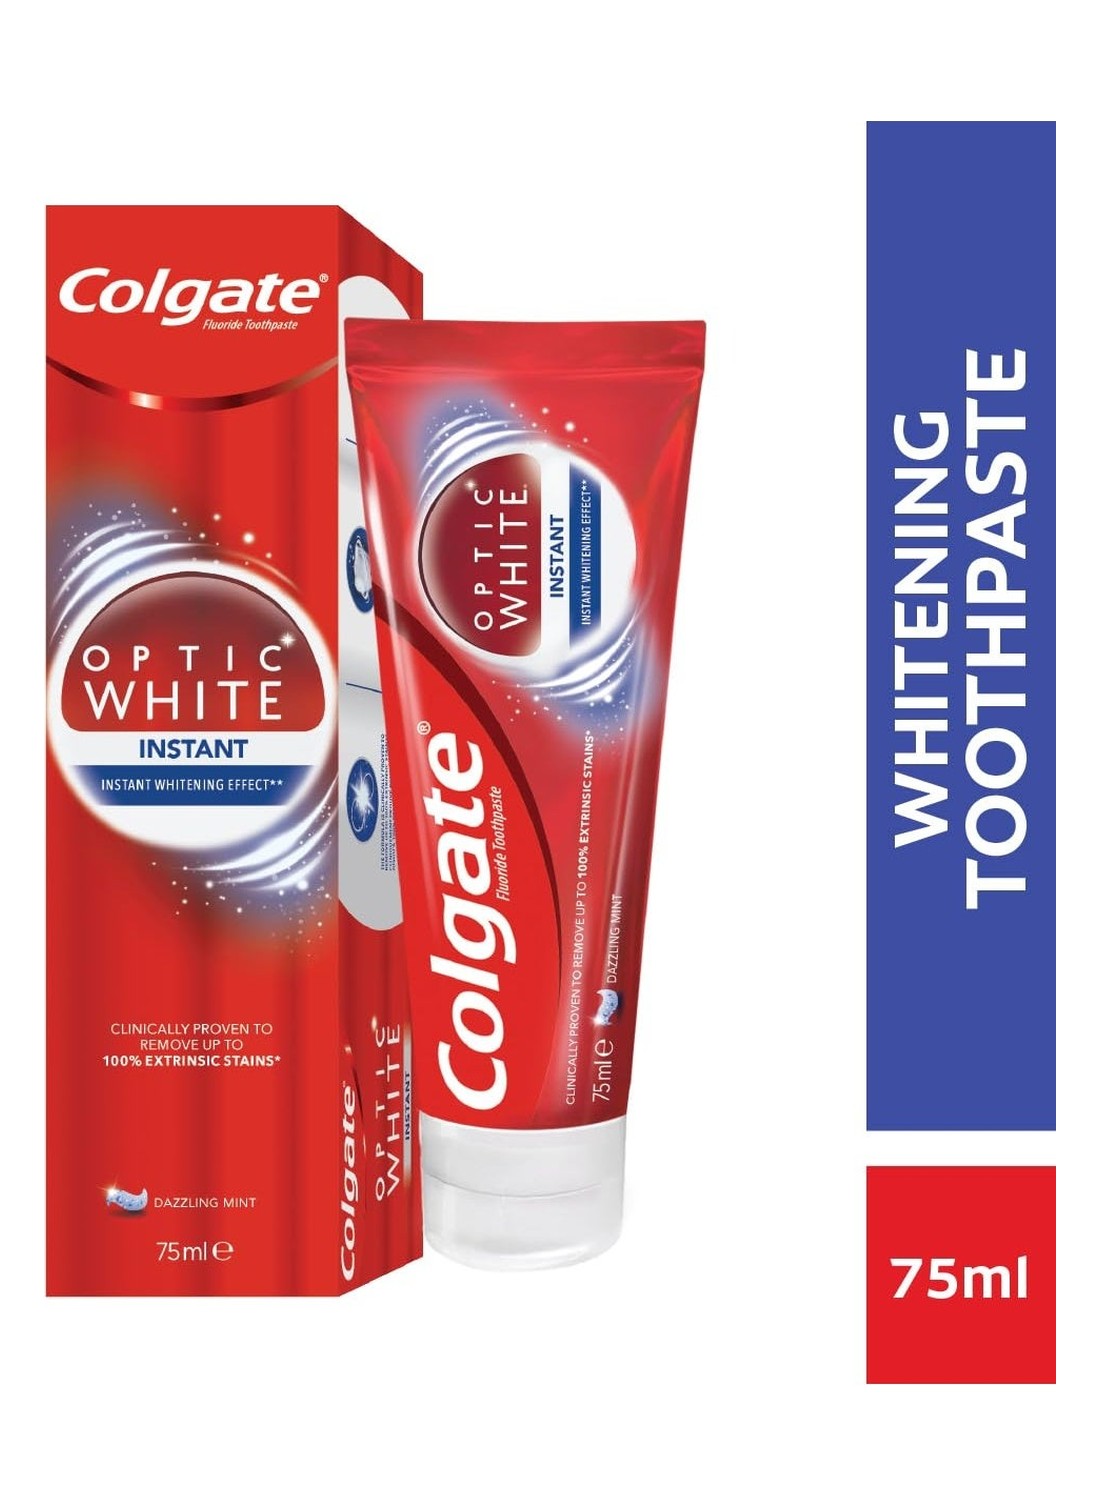 Colgate®
Fluoride Toothpaste
OPTIC
WHITE
INSTANT
INSTANT WHITENING EFFECT**
CLINICALLY PROVEN TO
REMOVE UP TO
100% EXTRINSIC STAINS*
DAZZLING MINT
75ml e
Colgate®
OPTIC
WHITE
INSTANT
OPTIC
WHITE
INSTANT
INSTANT WHITENING EFFECT**
Colgate®
Fluoride Toothpaste
CLINICALLY PROVEN TO REMOVE UP TO 100% EXTRINSIC STAINS*
DAZZLING MINT
75ml e
WHITENING
TOOTHPASTE
75ml